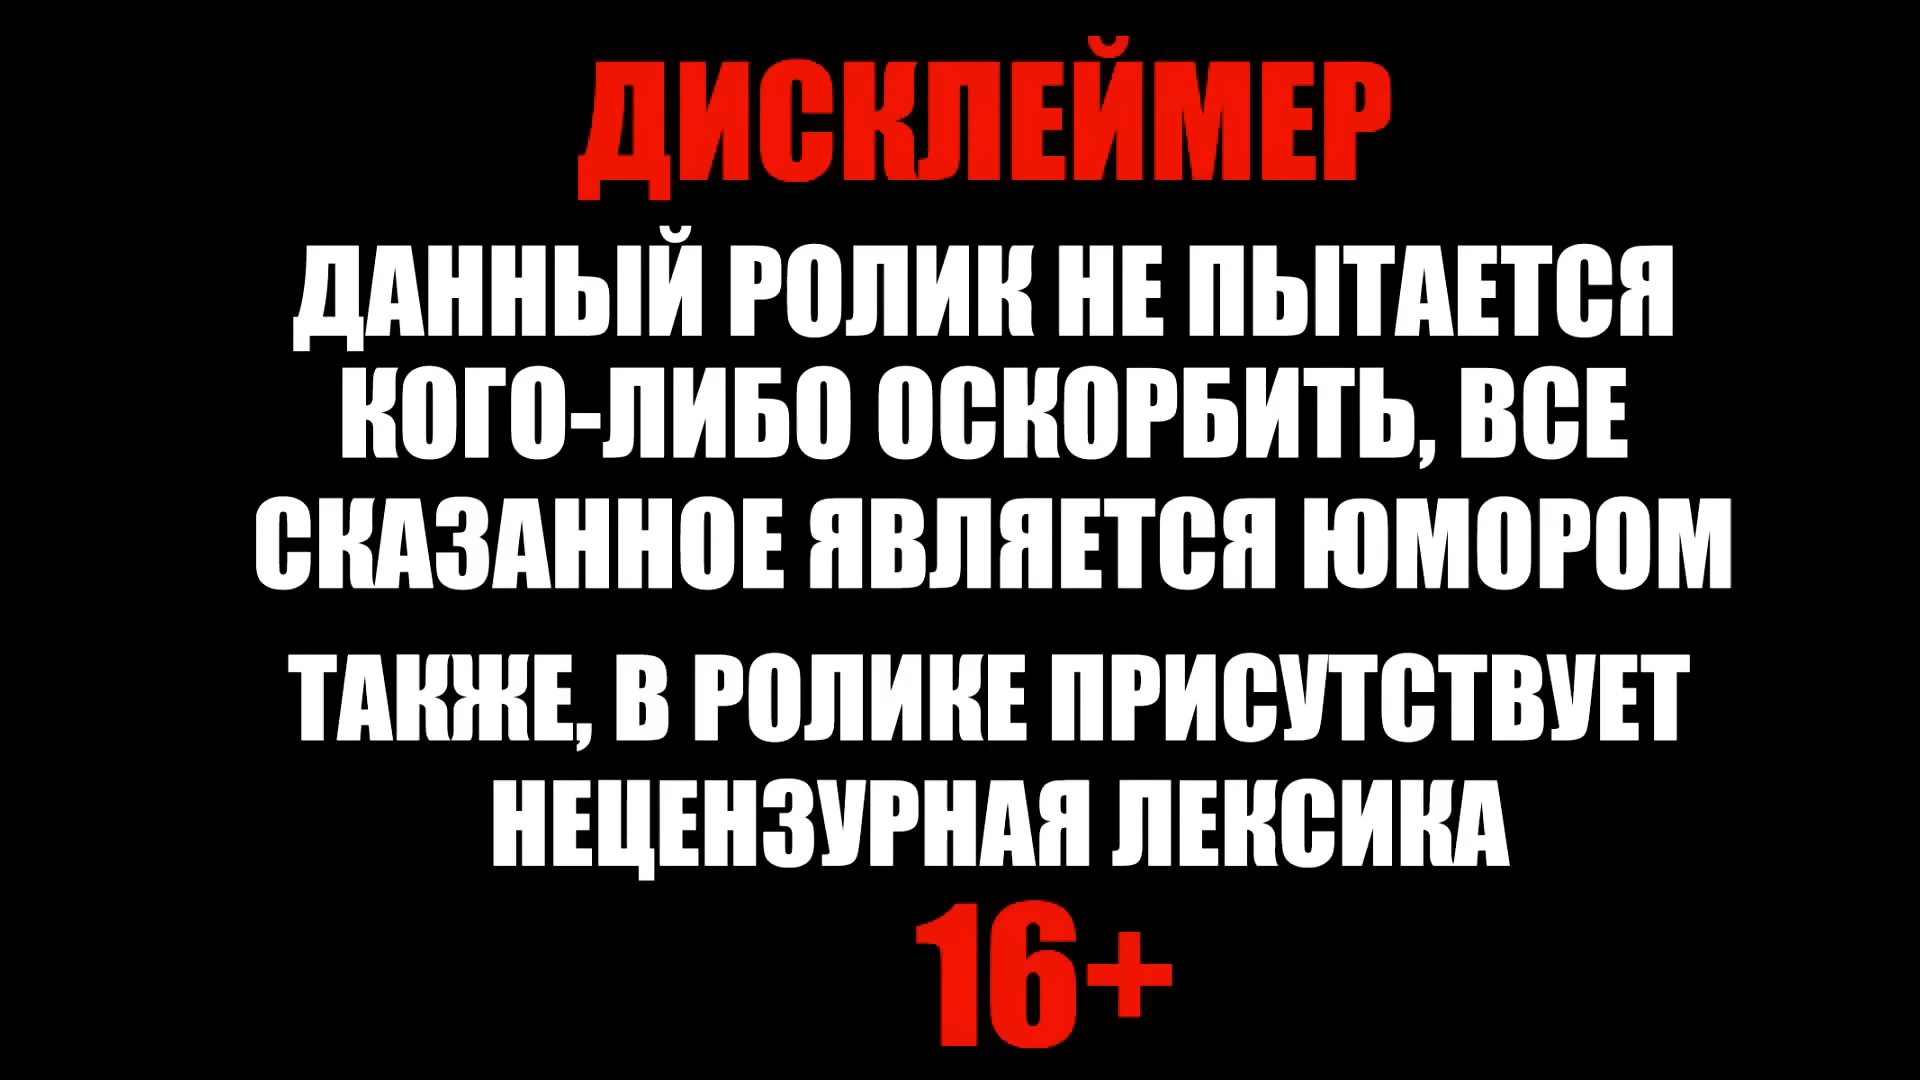 ДИСКЛЕЙМЕР
ДАННЫЙ РОЛИК НЕ ПЫТАЕТСЯ
КОГО-ЛИБО ОСКОРБИТЬ, ВСЕ
СКАЗАННОЕ ЯВЛЯЕТСЯ ЮМОРОМ
ТАКЖЕ, В РОЛИКЕ ПРИСУТСТВУЕТ
НЕЦЕНЗУРНАЯ ЛЕКСИКА
16+